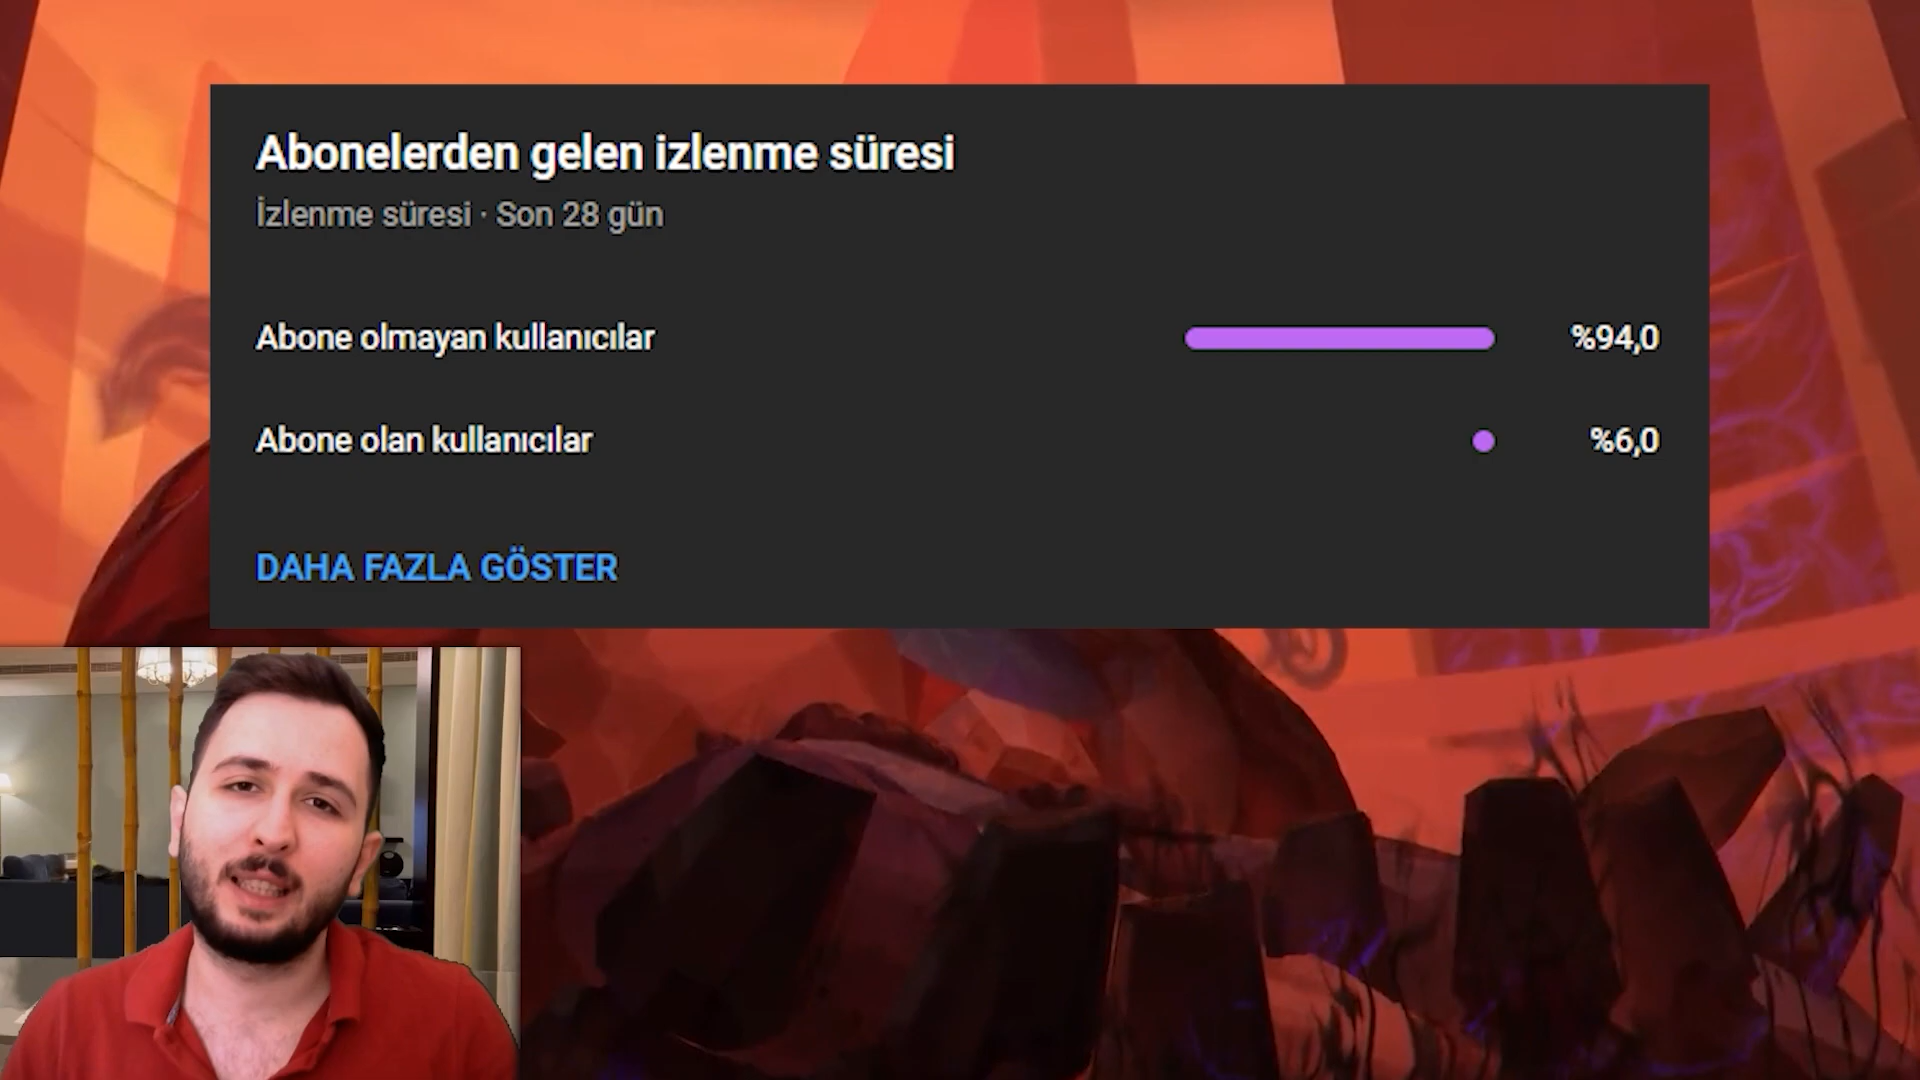 Abonelerden gelen izlenme süresi
İzlenme süresi · Son 28 gün
Abone olmayan kullanıcılar %94,0
Abone olan kullanıcılar %6,0
DAHA FAZLA GÖSTER